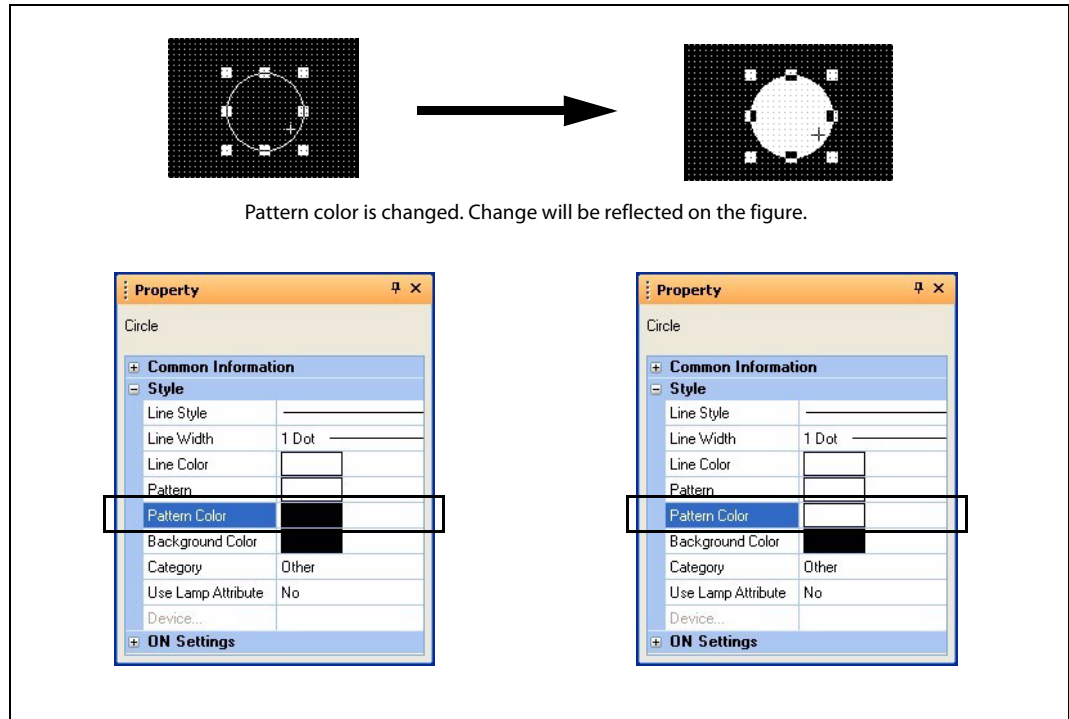 Pattern color is changed. Change will be reflected on the figure.
Property
Circle
Common Information
Style
Line Style
Line Width 1 Dot
Line Color
Pattern
Pattern Color
Background Color
Category Other
Use Lamp Attribute No
Device...
ON Settings
Property
Circle
Common Information
Style
Line Style
Line Width 1 Dot
Line Color
Pattern
Pattern Color
Background Color
Category Other
Use Lamp Attribute No
Device...
ON Settings